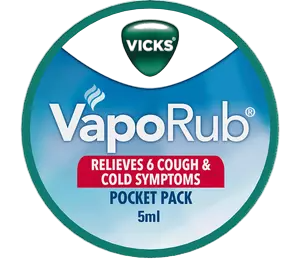 VICKS
VapoRub®
RELIEVES 6 COUGH &
COLD SYMPTOMS
POCKET PACK
5ml